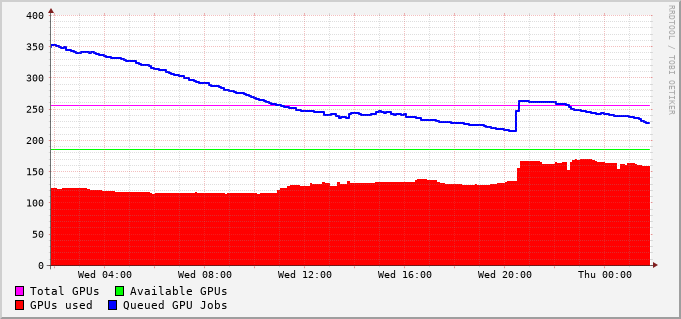 400
350
300
250
200
150
100
50
0
Wed 04:00 Wed 08:00 Wed 12:00 Wed 16:00 Wed 20:00 Thu 00:00
Total GPUs Available GPUs
GPUs used Queued GPU Jobs
RRDTOOL / TOBI OETIKER